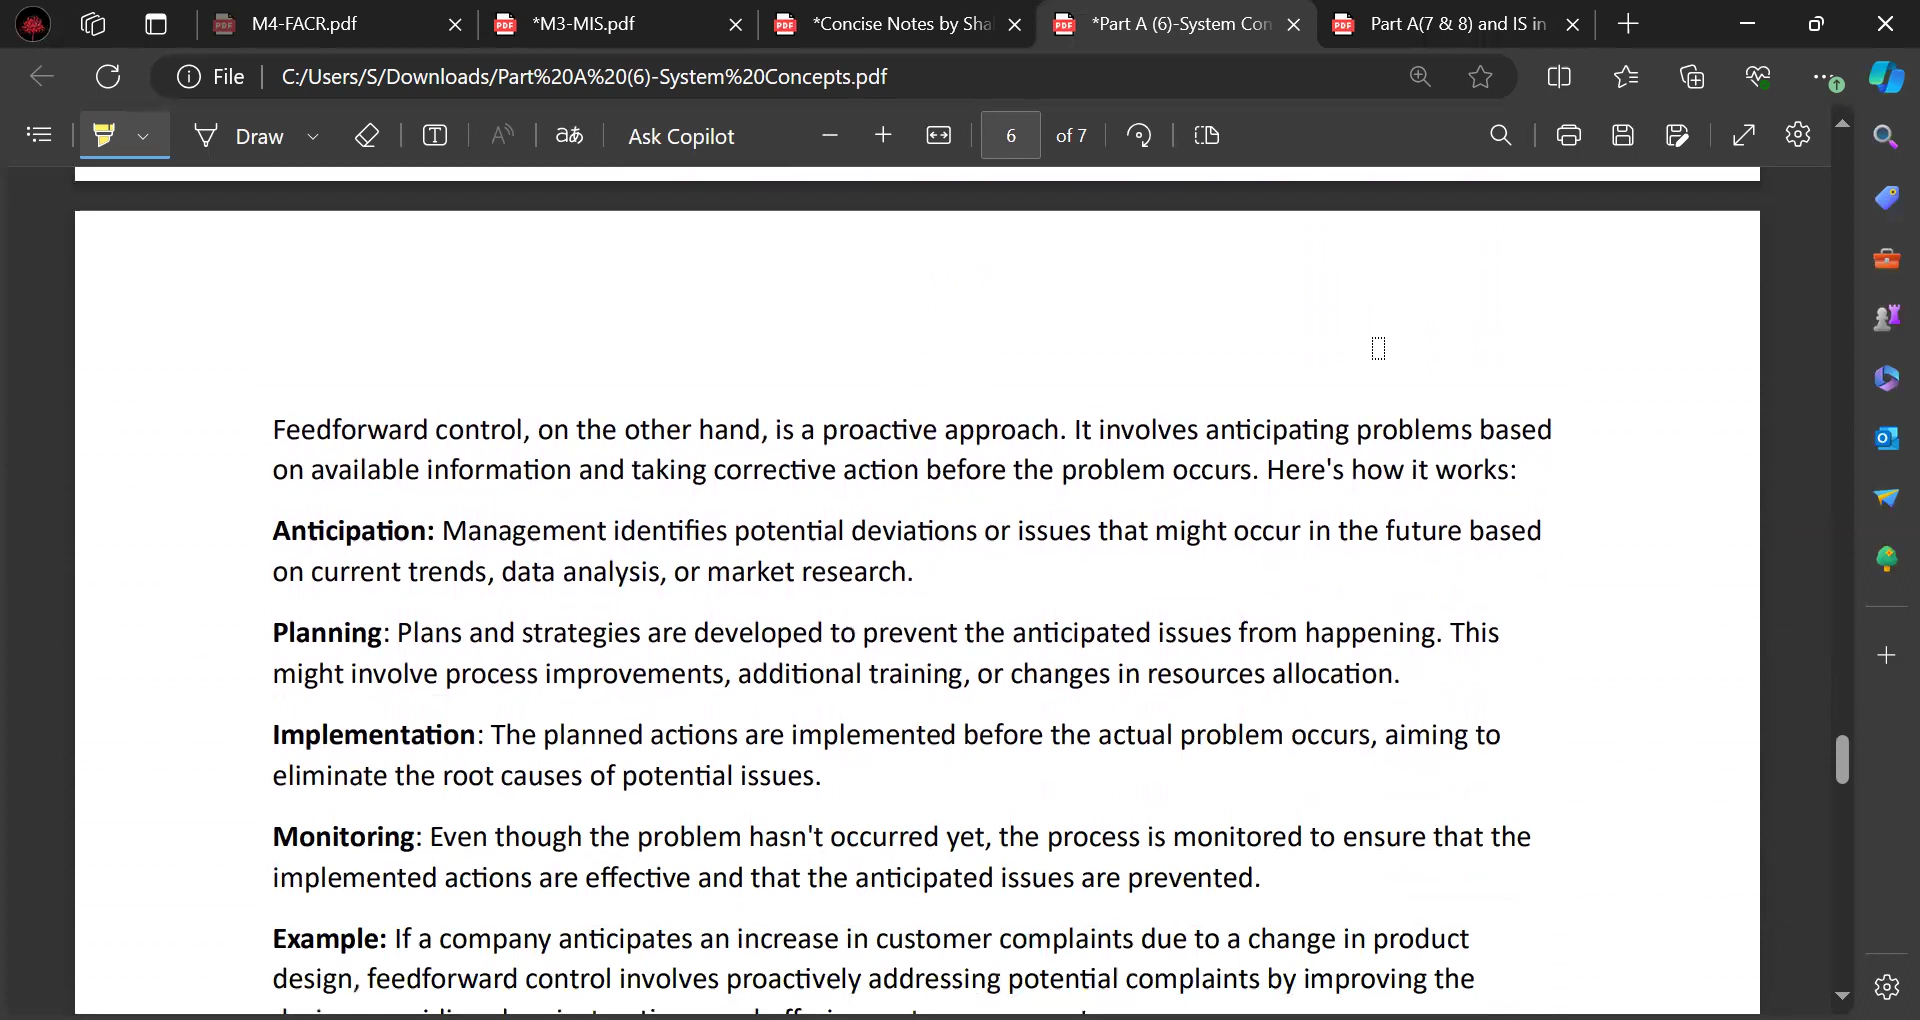 M4-FACR.pdf
*M3-MIS.pdf
*Concise Notes by Sha
*Part A (6)-System Con
Part A(7 & 8) and IS in
File
C:/Users/S/Downloads/Part%20A%20(6)-System%20Concepts.pdf
Draw
aあ
Ask Copilot
6
of 7
Feedforward control, on the other hand, is a proactive approach. It involves anticipating problems based
on available information and taking corrective action before the problem occurs. Here's how it works:
Anticipation: Management identifies potential deviations or issues that might occur in the future based
on current trends, data analysis, or market research.
Planning: Plans and strategies are developed to prevent the anticipated issues from happening. This
might involve process improvements, additional training, or changes in resources allocation.
Implementation: The planned actions are implemented before the actual problem occurs, aiming to
eliminate the root causes of potential issues.
Monitoring: Even though the problem hasn't occurred yet, the process is monitored to ensure that the
implemented actions are effective and that the anticipated issues are prevented.
Example: If a company anticipates an increase in customer complaints due to a change in product
design, feedforward control involves proactively addressing potential complaints by improving the